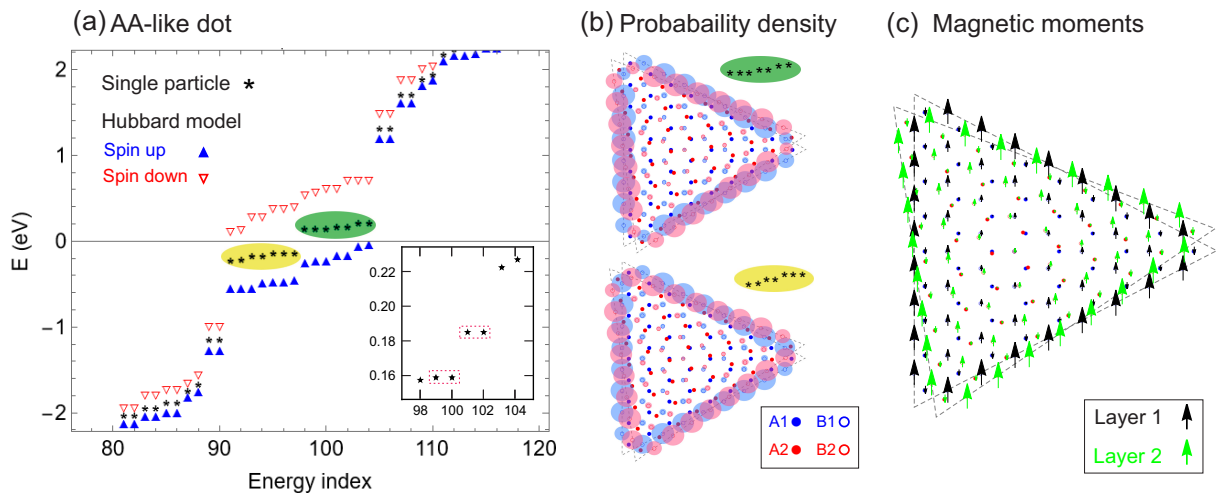 (a) AA-like dot
2
1
0
−1
−2
E (eV)
Single particle *
Hubbard model
Spin up
Spin down
0.22
0.20
0.18
0.16
98 100 102 104
80 90 100 110 120
Energy index
(b) Probabaility density
A1 B1
A2 B2
(c) Magnetic moments
Layer 1
Layer 2